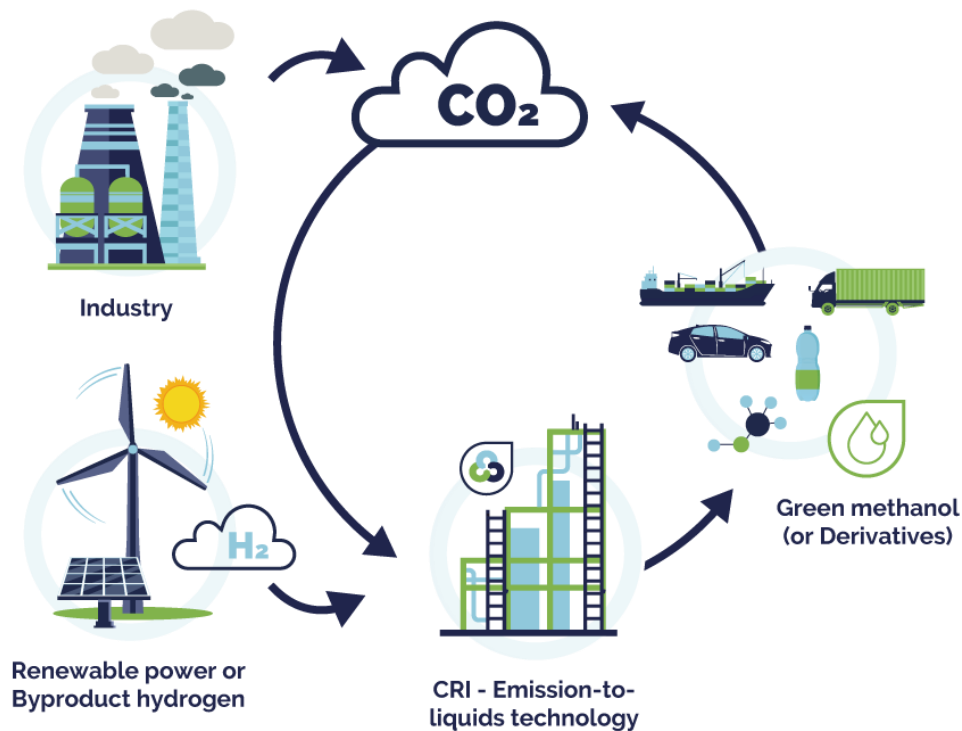 CO₂
Industry
H₂
Renewable power or
Byproduct hydrogen
CRI - Emission-to-
liquids technology
Green methanol
(or Derivatives)